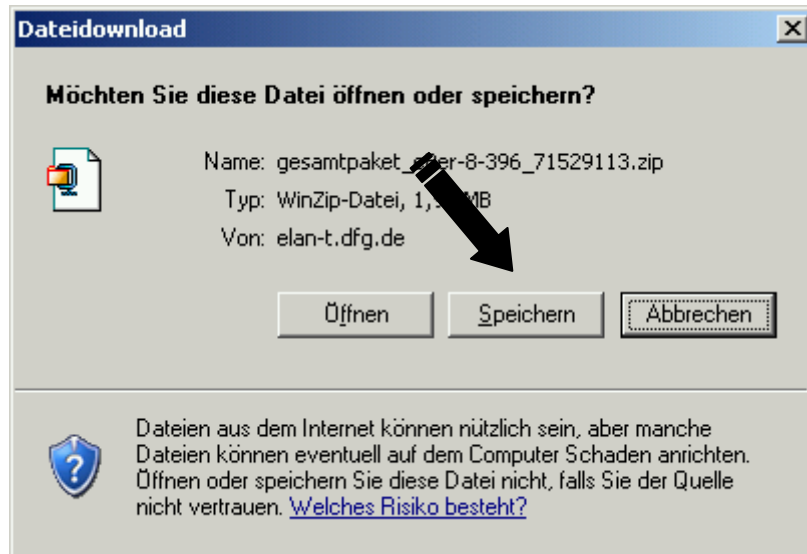 Dateidownload
Möchten Sie diese Datei öffnen oder speichern?
Name: gesamtpaket_ er-8-396_71529113.zip
Typ: WinZip-Datei, 1, MB
Von: elan-t.dfg.de
Öffnen Speichern Abbrechen
Dateien aus dem Internet können nützlich sein, aber manche
Dateien können eventuell auf dem Computer Schaden anrichten.
Öffnen oder speichern Sie diese Datei nicht, falls Sie der Quelle
nicht vertrauen. Welches Risiko besteht?